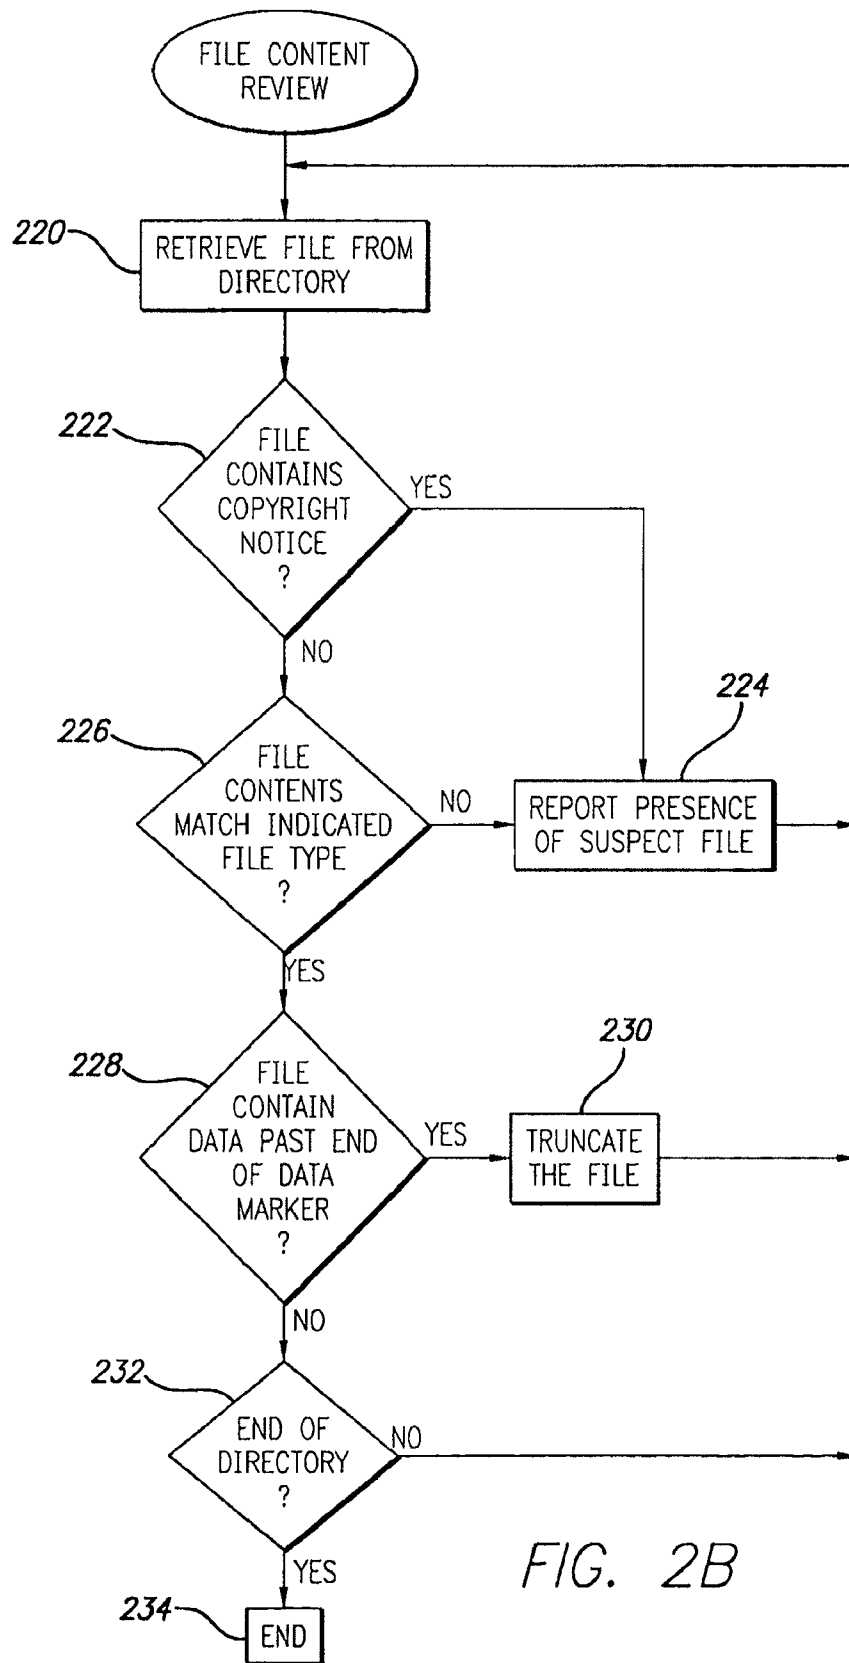 FILE CONTENT
REVIEW
220
RETRIEVE FILE FROM
DIRECTORY
222
FILE
CONTAINS
COPYRIGHT
NOTICE
?
YES
NO
224
226
FILE
CONTENTS
MATCH INDICATED
FILE TYPE
?
NO
REPORT PRESENCE
OF SUSPECT FILE
YES
228
230
FILE
CONTAIN
DATA PAST END
OF DATA
MARKER
?
YES
TRUNCATE
THE FILE
NO
232
END OF
DIRECTORY
?
NO
YES
FIG. 2B
234
END